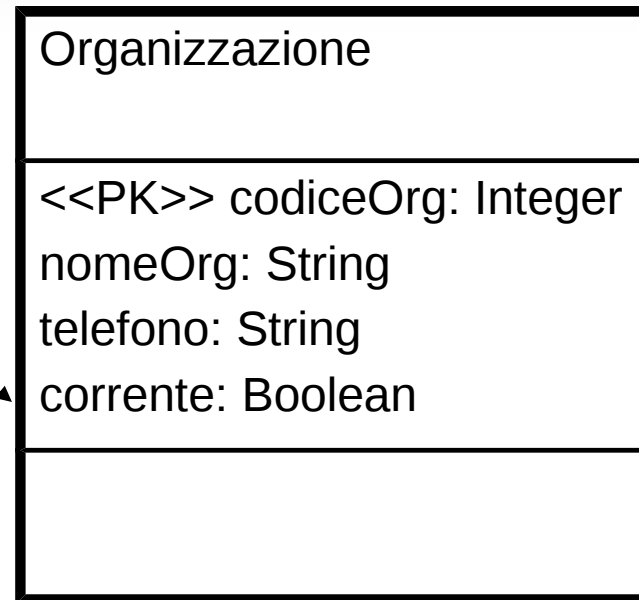 Organizzazione
<<PK>> codiceOrg: Integer
nomeOrg: String
telefono: String
corrente: Boolean